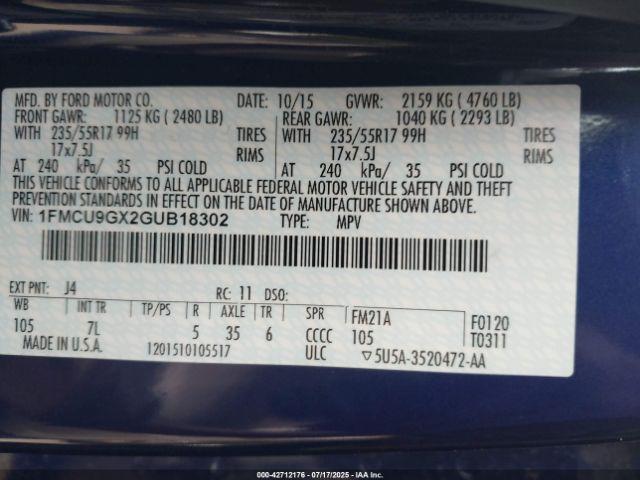 MFD. BY FORD MOTOR CO. DATE: 10/15 GVWR: 2159 KG ( 4760 LB)
FRONT GAWR: 1125 KG ( 2480 LB) REAR GAWR: 1040 KG ( 2293 LB)
WITH 235/55R17 99H TIRES WITH 235/55R17 99H TIRES
17x7.5J RIMS 17x7.5J RIMS
AT 240 kPa/ 35 PSI COLD AT 240 kPa/ 35 PSI COLD
THIS VEHICLE CONFORMS TO ALL APPLICABLE FEDERAL MOTOR VEHICLE SAFETY AND THEFT
PREVENTION STANDARDS IN EFFECT ON THE DATE OF MANUFACTURE SHOWN ABOVE.
VIN: 1FMCU9GX2GUB18302 TYPE: MPV
EXT PNT: J4 RC: 11 DSO:
WB INT TR TP/PS R AXLE TR SPR FM21A F0120
105 7L 5 35 6 CCCC 105 T0311
MADE IN U.S.A. 1201510105517 ULC ▽5U5A-3520472-AA
000-42712176 | 07/17/2025 - IAA Inc.